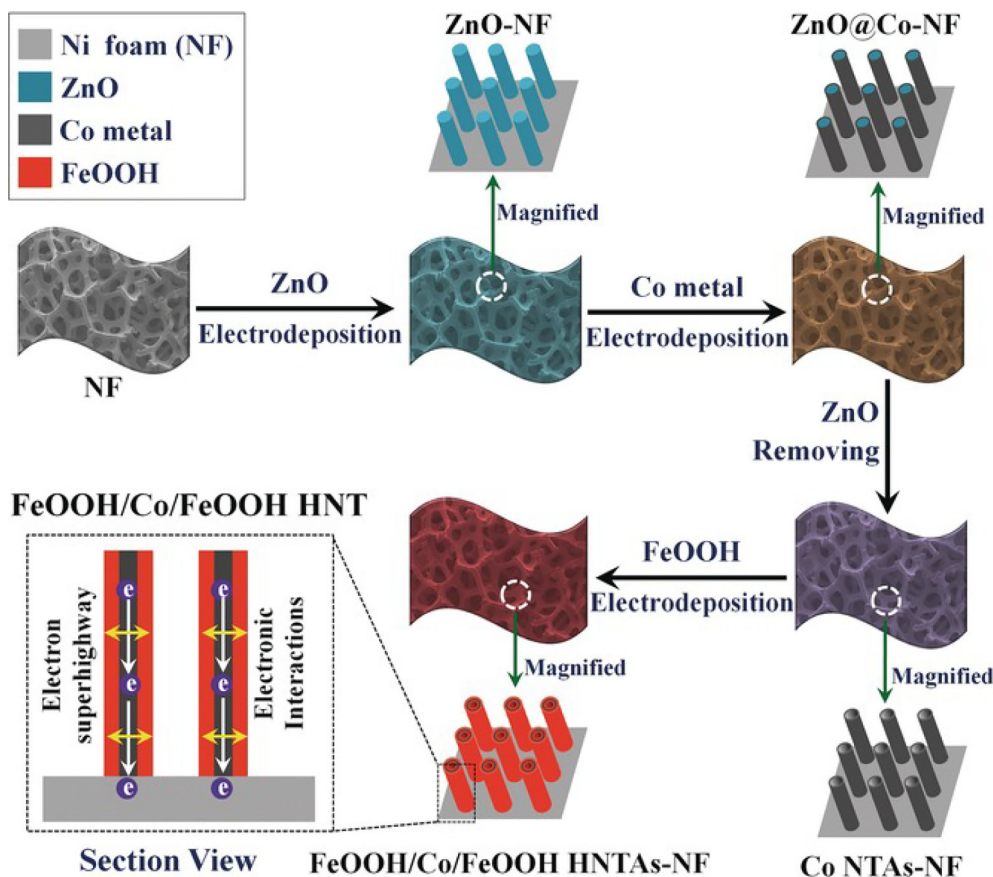 Ni foam (NF)
ZnO
Co metal
FeOOH
ZnO-NF
ZnO@Co-NF
Magnified
Magnified
ZnO
Electrodeposition
Co metal
Electrodeposition
NF
ZnO
Removing
FeOOH/Co/FeOOH HNT
FeOOH
Electrodeposition
Electron
superhighway
e
e
e
e
e
e
Electronic
Interactions
Magnified
Magnified
Section View
FeOOH/Co/FeOOH HNTAs-NF
Co NTAs-NF